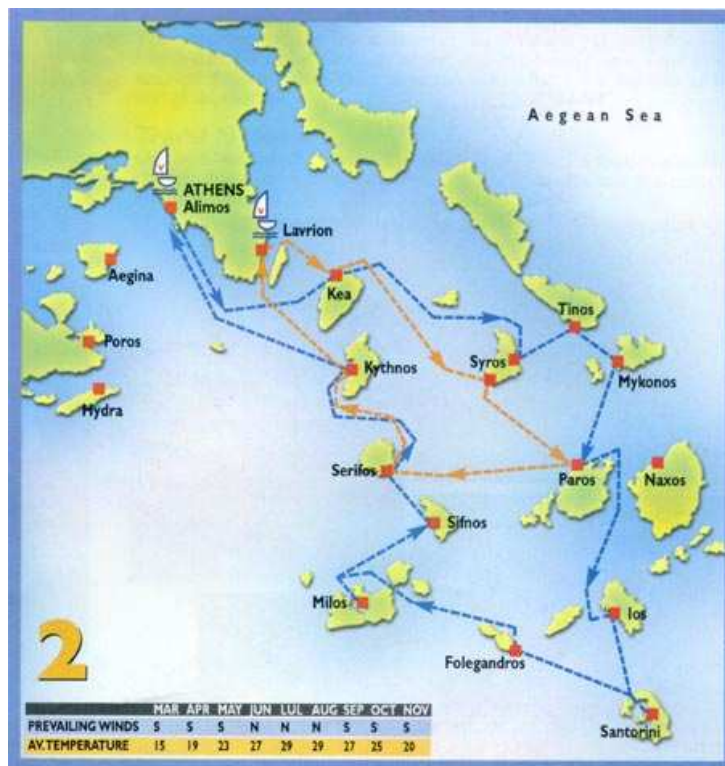 Aegean Sea
ATHENS
Alimos
Lavrion
Aegina
Kea
Tinos
Poros
Kythnos
Syros
Mykonos
Hydra
Serifos
Paros
Naxos
Sifnos
Milos
Ios
Folegandros
Santorini
2
MAR APR MAY JUN LUL AUG SEP OCT NOV
PREVAILING WINDS S S S N N N S S S
AV.TEMPERATURE 15 19 23 27 29 29 27 25 20